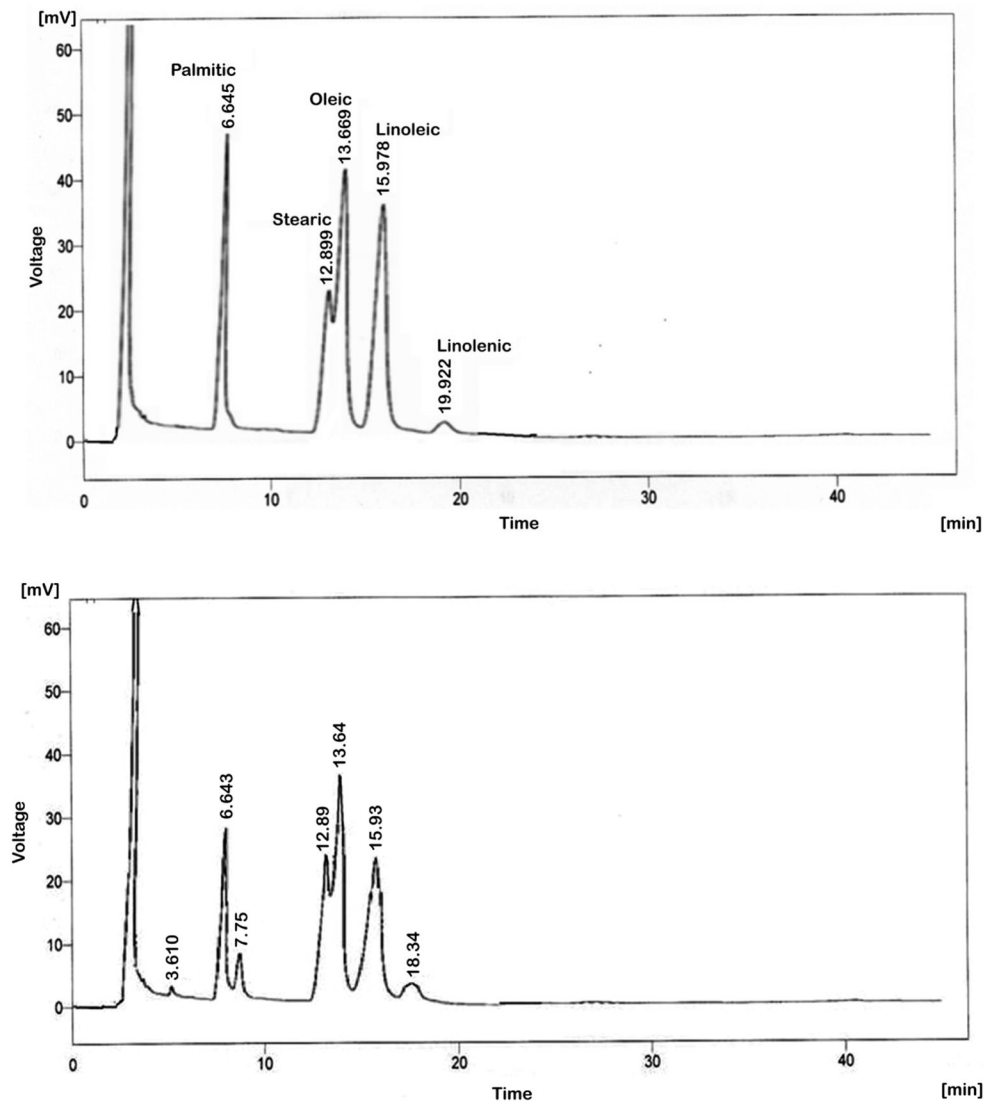 [mV]
60
50
40
30
20
10
0
Voltage
Palmitic
6.645
Stearic
12.899
Oleic
13.669
Linoleic
15.978
Linolenic
19.922
0 10 20 30 40
Time [min]
[mV]
60
50
40
30
20
10
0
Voltage
3.610
6.643
7.75
12.89
13.64
15.93
18.34
0 10 20 30 40
Time [min]